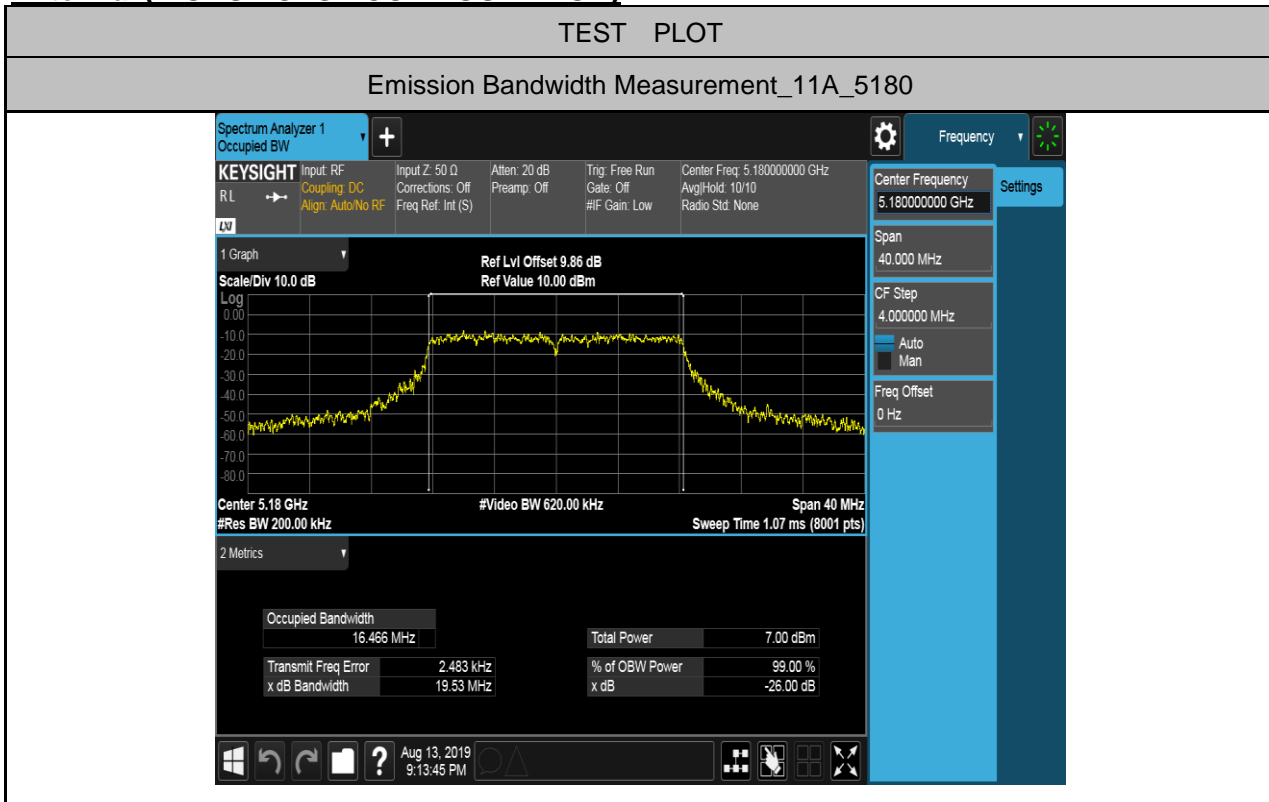 TEST PLOT
Emission Bandwidth Measurement_11A_5180
Spectrum Analyzer 1
Occupied BW
+
Frequency
KEYSIGHT
RL
LXI
Input: RF
Coupling: DC
Align: Auto/No RF
Input Z: 50 Ω
Corrections: Off
Freq Ref: Int (S)
Atten: 20 dB
Preamp: Off
Trig: Free Run
Gate: Off
#IF Gain: Low
Center Freq: 5.180000000 GHz
Avg|Hold: 10/10
Radio Std: None
Center Frequency
5.180000000 GHz
Settings
Span
40.000 MHz
CF Step
4.000000 MHz
Auto
Man
Freq Offset
0 Hz
1 Graph
Scale/Div 10.0 dB
Ref Lvl Offset 9.86 dB
Ref Value 10.00 dBm
Log
0.00
-10.0
-20.0
-30.0
-40.0
-50.0
-60.0
-70.0
-80.0
Center 5.18 GHz
#Video BW 620.00 kHz
Span 40 MHz
#Res BW 200.00 kHz
Sweep Time 1.07 ms (8001 pts)
2 Metrics
Occupied Bandwidth
16.466 MHz
Total Power 7.00 dBm
Transmit Freq Error 2.483 kHz
% of OBW Power 99.00 %
x dB Bandwidth 19.53 MHz
x dB -26.00 dB
?
Aug 13, 2019
9:13:45 PM